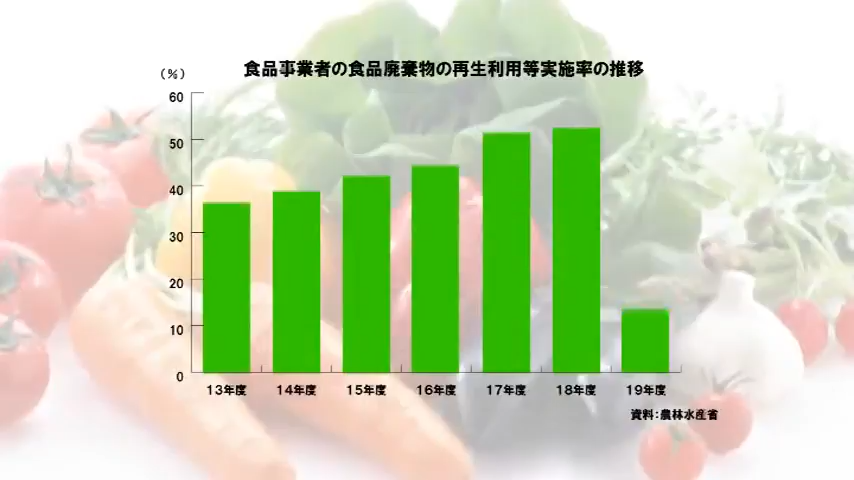 食品事業者の食品廃棄物の再生利用等実施率の推移
(%)
60
50
40
30
20
10
0
13年度 14年度 15年度 16年度 17年度 18年度 19年度
資料:農林水産省